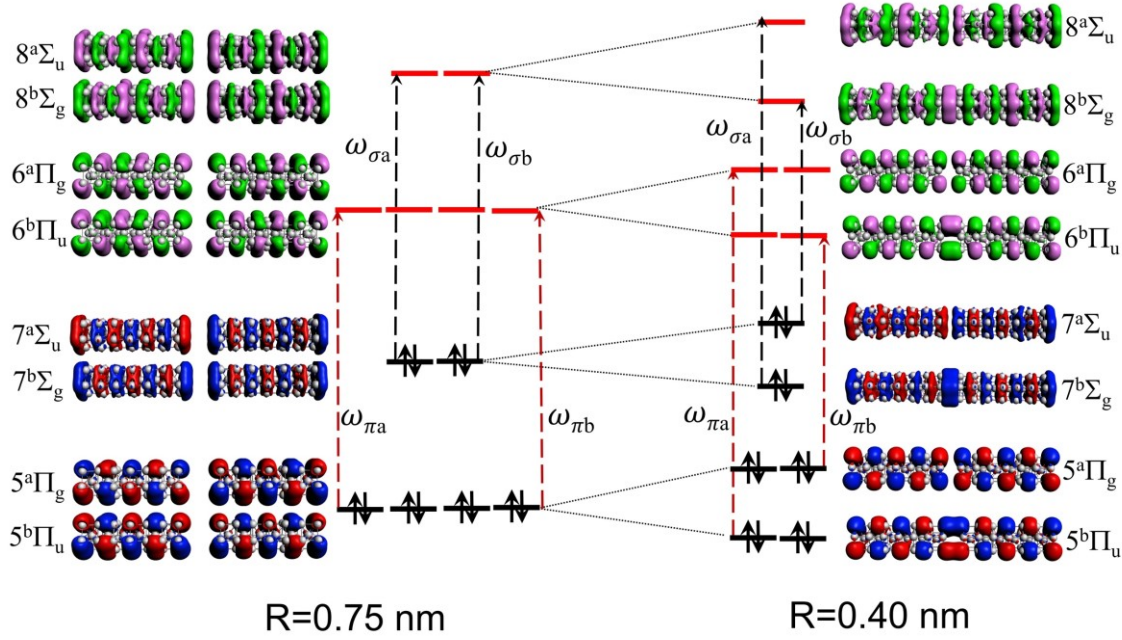 8ᵃΣᵤ
8ᵇΣg
6ᵃΠg
6ᵇΠᵤ
7ᵃΣᵤ
7ᵇΣg
5ᵃΠg
5ᵇΠᵤ
ωσa
ωσb
ωπa
ωπb
R=0.75 nm
8ᵃΣᵤ
8ᵇΣg
6ᵃΠg
6ᵇΠᵤ
7ᵃΣᵤ
7ᵇΣg
5ᵃΠg
5ᵇΠᵤ
ωσa
ωσb
ωπa
ωπb
R=0.40 nm